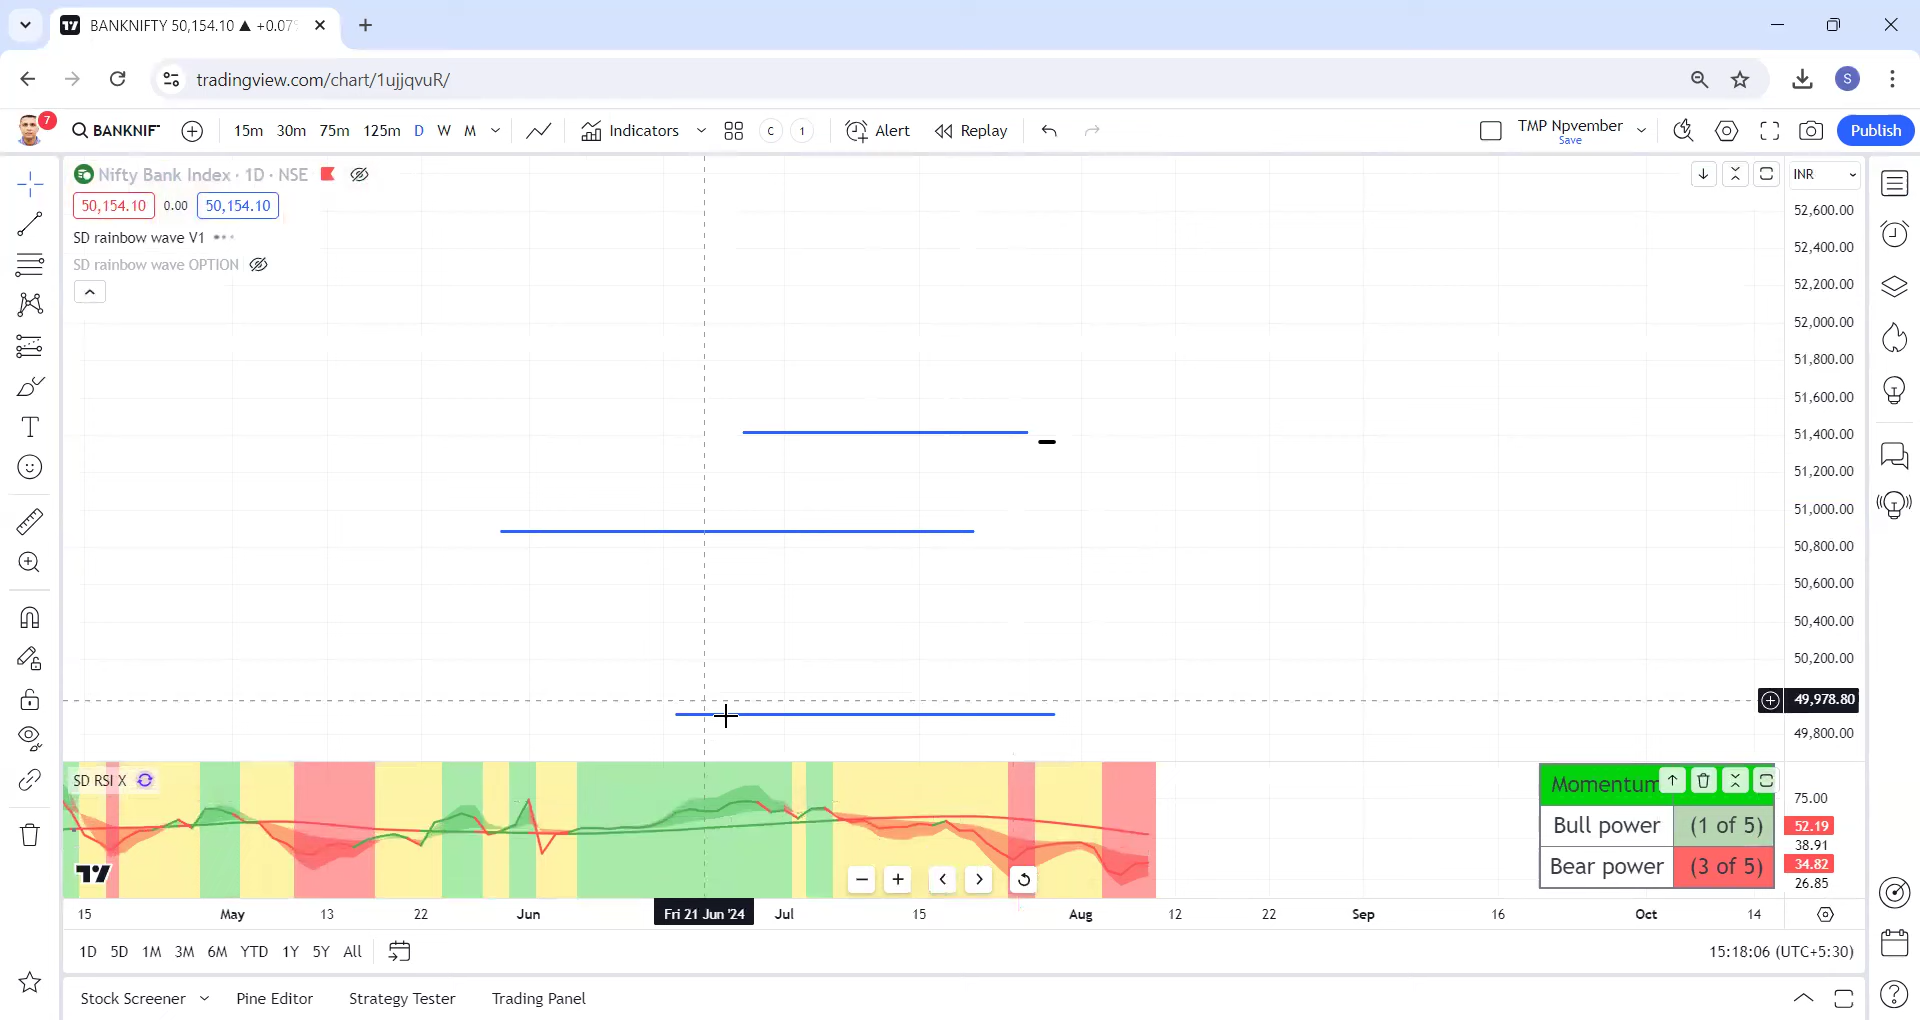 BANKNIFTY 50,154.10 ▲ +0.07%
tradingview.com/chart/1ujjqvuR/
S
7
BANKNIF
15m 30m 75m 125m D W M
Indicators
C
1
Alert
Replay
TMP Npvember
Save
Publish
Nifty Bank Index · 1D · NSE
INR
50,154.10 0.00 50,154.10
SD rainbow wave V1
SD rainbow wave OPTION
52,600.00
52,400.00
52,200.00
52,000.00
51,800.00
51,600.00
51,400.00
51,200.00
51,000.00
50,800.00
50,600.00
50,400.00
50,200.00
49,978.80
49,800.00
SD RSI X
Momentum
Bull power (1 of 5)
Bear power (3 of 5)
75.00
52.19
38.91
34.82
26.85
15 May 13 22 Jun Fri 21 Jun '24 Jul 15 Aug 12 22 Sep 16 Oct 14
1D 5D 1M 3M 6M YTD 1Y 5Y All
15:18:06 (UTC+5:30)
Stock Screener Pine Editor Strategy Tester Trading Panel